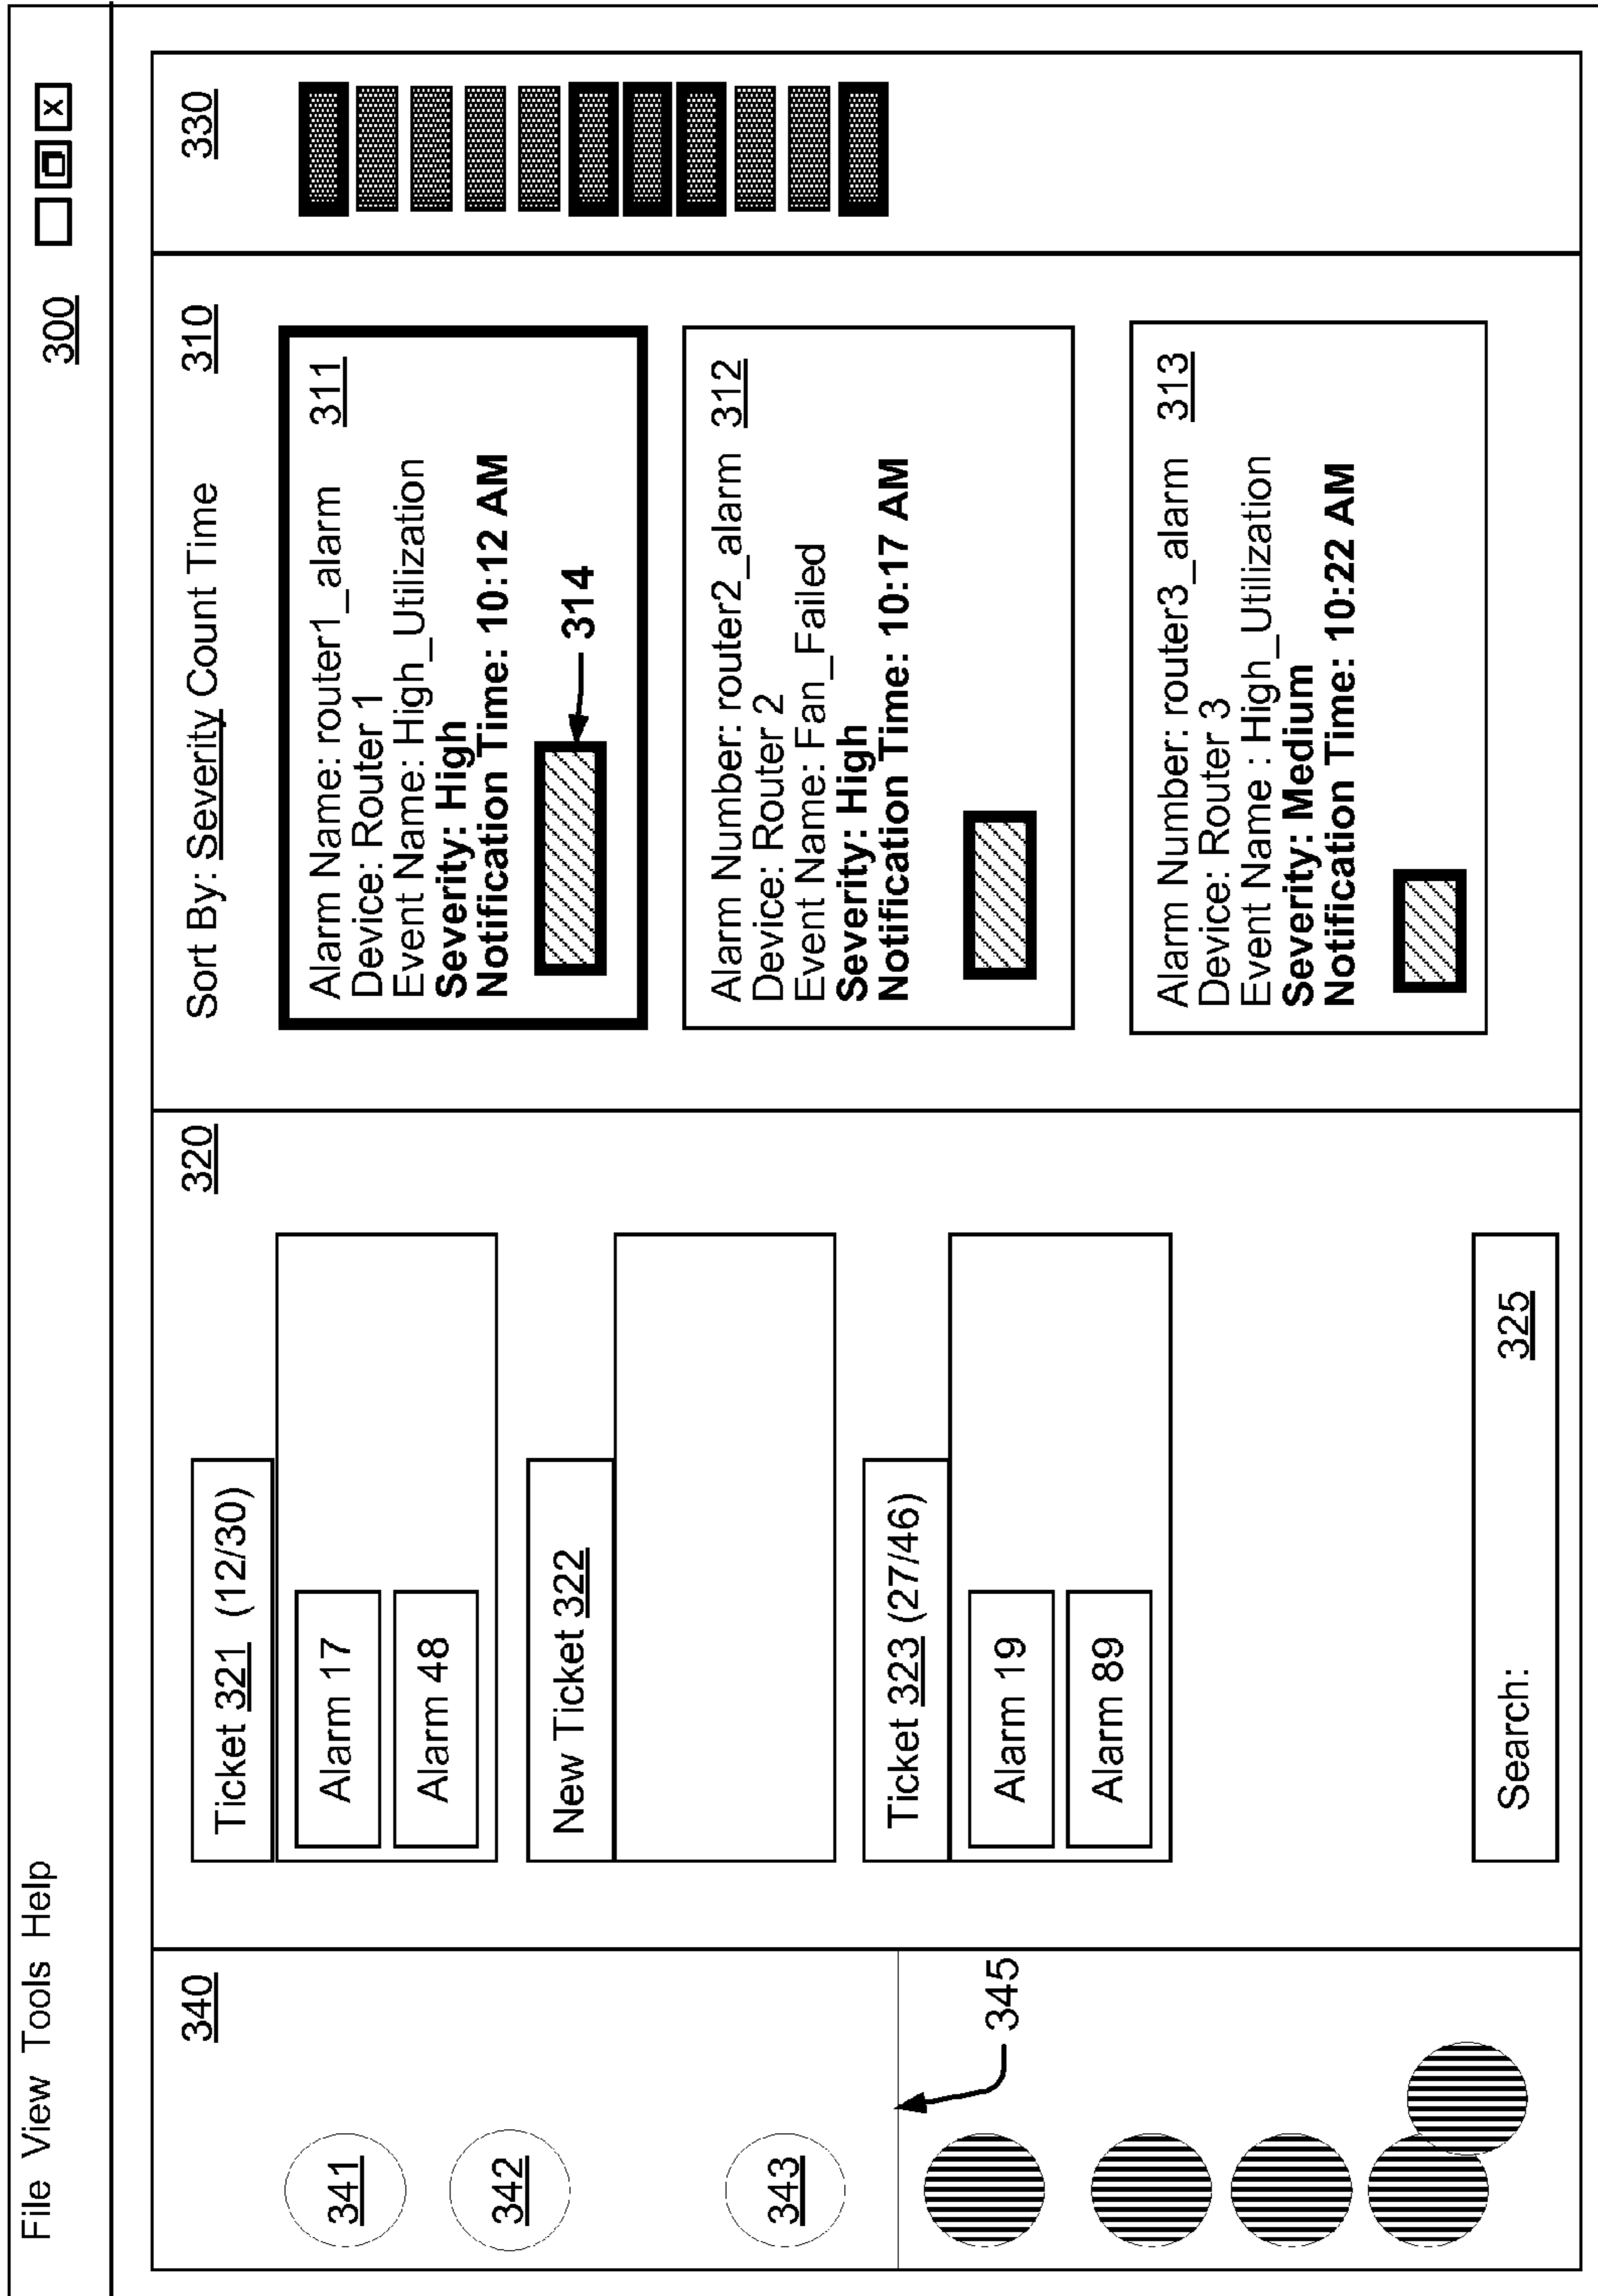 File View Tools Help
300
X
340
341
342
343
345
320
Ticket 321 (12/30)
Alarm 17
Alarm 48
New Ticket 322
Ticket 323 (27/46)
Alarm 19
Alarm 89
Search: 325
Sort By: Severity Count Time
310
Alarm Name: router1_alarm 311
Device: Router 1
Event Name: High_Utilization
Severity: High
Notification Time: 10:12 AM
314
Alarm Number: router2_alarm 312
Device: Router 2
Event Name: Fan_Failed
Severity: High
Notification Time: 10:17 AM
Alarm Number: router3_alarm 313
Device: Router 3
Event Name : High_Utilization
Severity: Medium
Notification Time: 10:22 AM
330